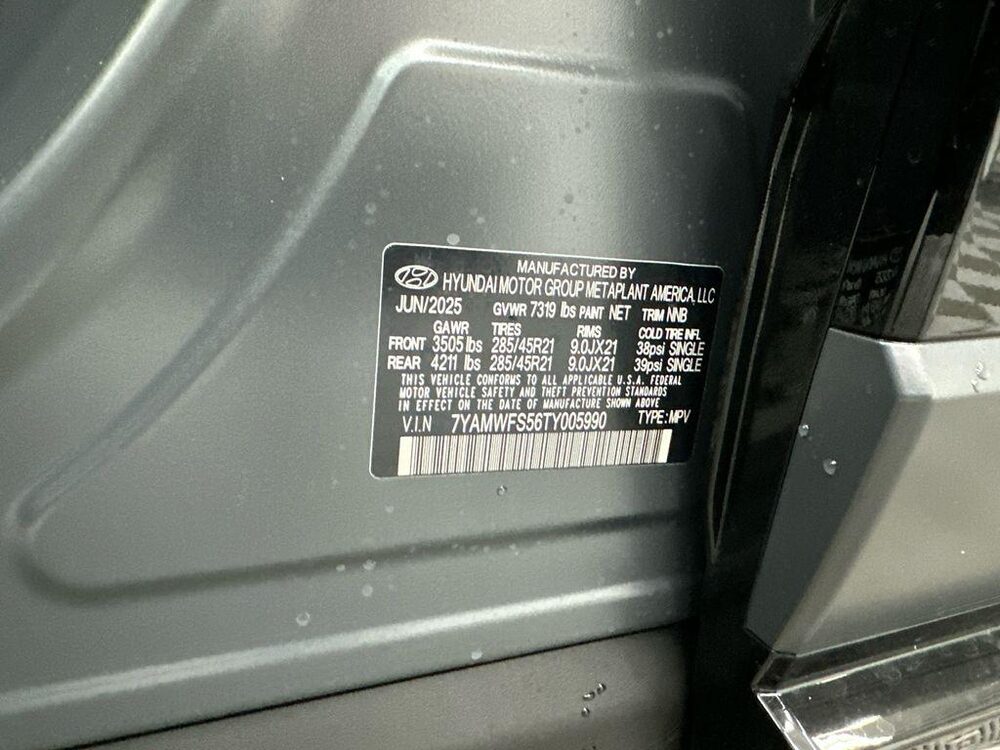 MANUFACTURED BY
HYUNDAI MOTOR GROUP METAPLANT AMERICA, LLC
JUN/2025 GVWR 7319 lbs PAINT NET TRIM NNB
GAWR TIRES RIMS COLD TIRE INFL
FRONT 3505 lbs 285/45R21 9.0JX21 38psi SINGLE
REAR 4211 lbs 285/45R21 9.0JX21 39psi SINGLE
THIS VEHICLE CONFORMS TO ALL APPLICABLE U.S.A. FEDERAL
MOTOR VEHICLE SAFETY AND THEFT PREVENTION STANDARDS
IN EFFECT ON THE DATE OF MANUFACTURE SHOWN ABOVE
V.I.N 7YAMWFS56TY005990 TYPE:MPV